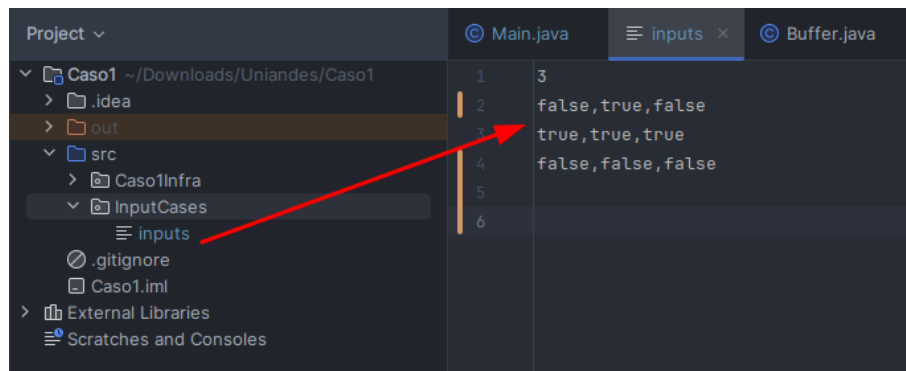 Project
Caso1 ~/Downloads/Uniandes/Caso1
.idea
out
src
Caso1Infra
InputCases
inputs
.gitignore
Caso1.iml
External Libraries
Scratches and Consoles
Main.java inputs Buffer.java
1 3
2 false,true,false
3 true,true,true
4 false,false,false
5
6